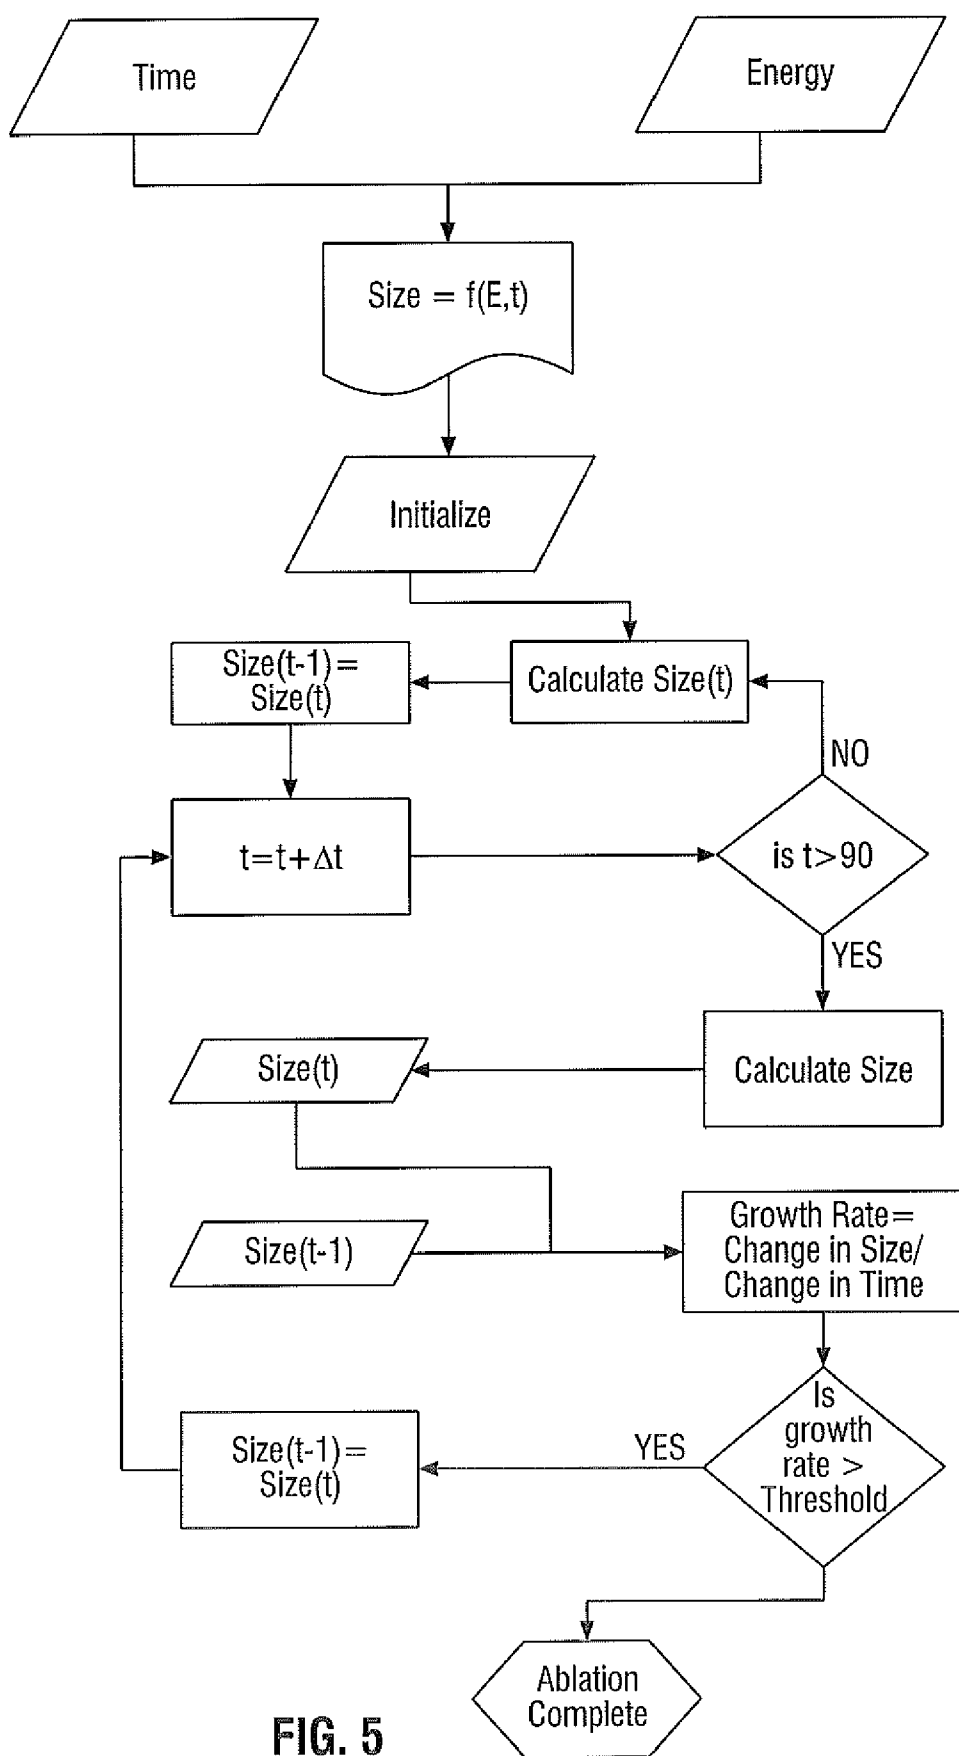 Time
Energy
Size = f(E,t)
Initialize
Size(t-1)=
Size(t)
Calculate Size(t)
NO
t=t+Δt
is t>90
YES
Size(t)
Calculate Size
Size(t-1)
Growth Rate=
Change in Size/
Change in Time
Is
growth
rate >
Threshold
YES
Size(t-1)=
Size(t)
Ablation
Complete
FIG. 5